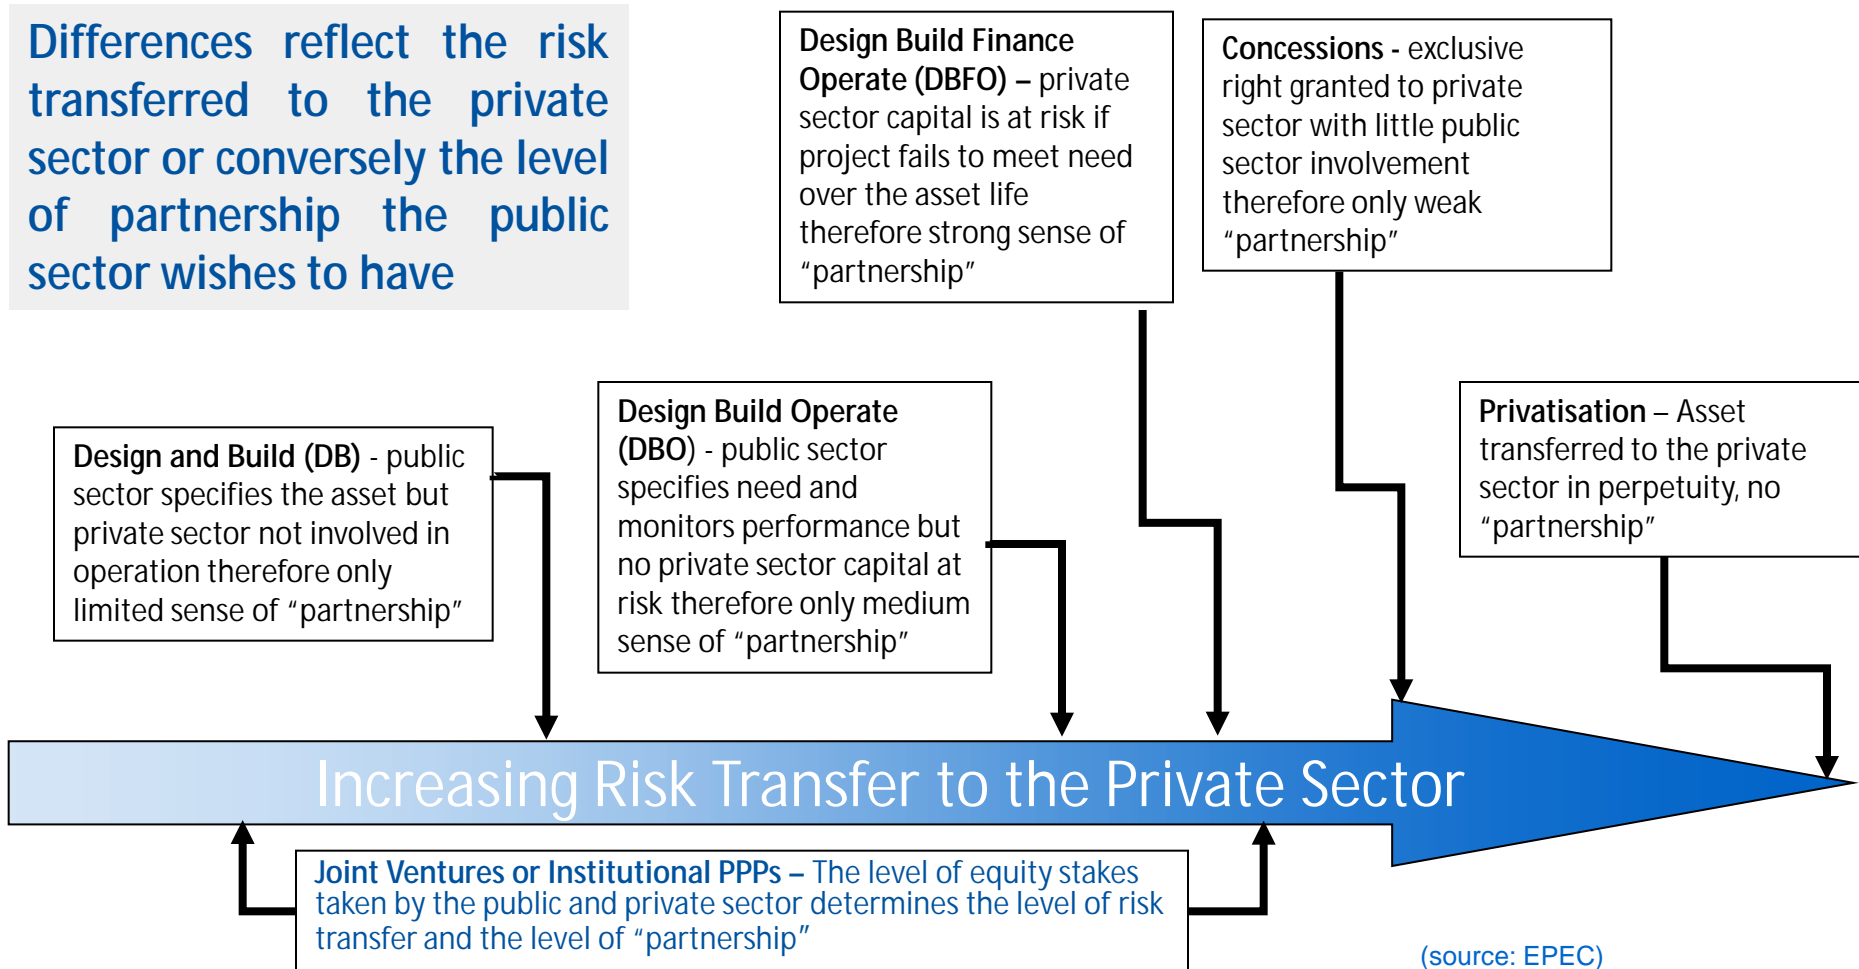 Differences reflect the risk
transferred to the private
sector or conversely the level
of partnership the public
sector wishes to have
Design Build Finance
Operate (DBFO) – private
sector capital is at risk if
project fails to meet need
over the asset life
therefore strong sense of
“partnership”
Concessions - exclusive
right granted to private
sector with little public
sector involvement
therefore only weak
“partnership”
Design and Build (DB) - public
sector specifies the asset but
private sector not involved in
operation therefore only
limited sense of “partnership”
Design Build Operate
(DBO) - public sector
specifies need and
monitors performance but
no private sector capital at
risk therefore only medium
sense of “partnership”
Privatisation – Asset
transferred to the private
sector in perpetuity, no
“partnership”
Increasing Risk Transfer to the Private Sector
Joint Ventures or Institutional PPPs – The level of equity stakes
taken by the public and private sector determines the level of risk
transfer and the level of “partnership”
(source: EPEC)